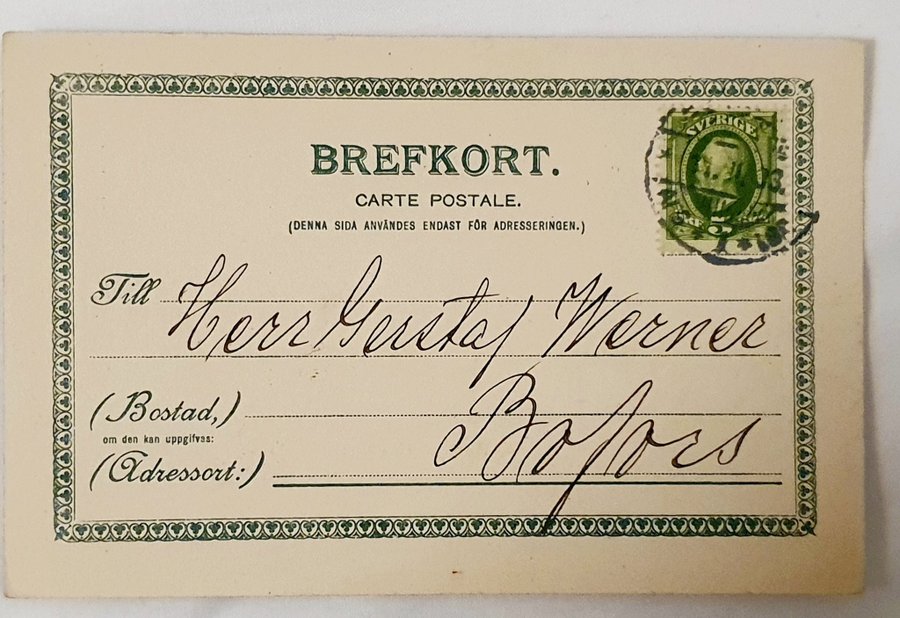 SVERIGE
BREFKORT.
CARTE POSTALE.
(DENNA SIDA ANVÄNDES ENDAST FÖR ADRESSERINGEN.)
Till Herr Gustaf Werner
(Bostad,)
om den kan uppgifvas:
Bofors
(Adressort:)